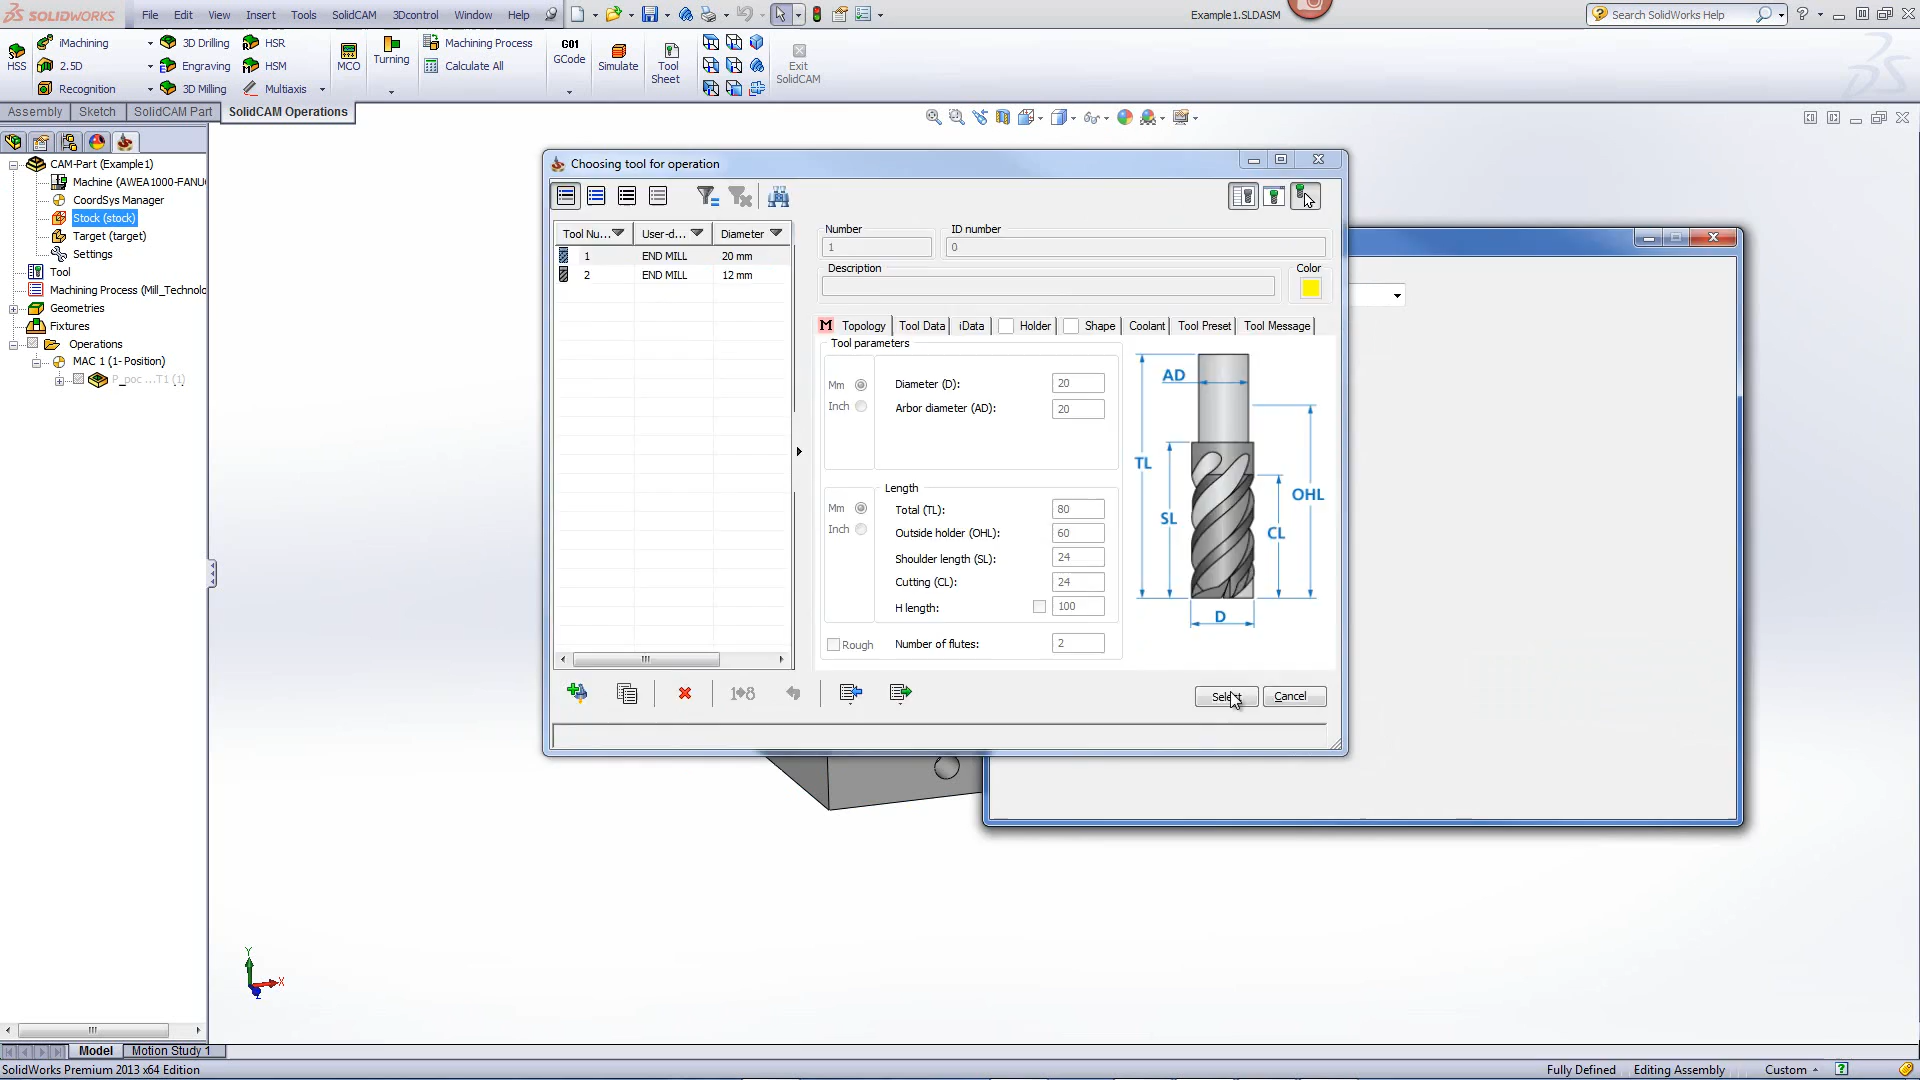 SOLIDWORKS File Edit View Insert Tools SolidCAM 3Dcontrol Window Help Example1.SLDASM Search SolidWorks Help
HSS iMachining 3D Drilling HSR MCO Turning Machining Process G01 GCode Simulate Tool Sheet Exit SolidCAM
2.5D Engraving HSM Calculate All
Recognition 3D Milling Multiaxis
Assembly Sketch SolidCAM Part SolidCAM Operations
CAM-Part (Example1)
Machine (AWEA1000-FANU
CoordSys Manager
Stock (stock)
Target (target)
Settings
Tool
Machining Process (Mill_Technolo
Geometries
Fixtures
Operations
MAC 1 (1- Position)
P_poc ...T1 (1)
Choosing tool for operation
Tool Nu... User-d... Diameter
1 END MILL 20 mm
2 END MILL 12 mm
Number ID number
1 0
Description Color
M Topology Tool Data iData Holder Shape Coolant Tool Preset Tool Message
Tool parameters
Mm Diameter (D): 20
Inch Arbor diameter (AD): 20
Length
Mm Total (TL): 80
Inch Outside holder (OHL): 60
Shoulder length (SL): 24
Cutting (CL): 24
H length: 100
Rough Number of flutes: 2
AD
TL
OHL
SL
CL
D
1 8
Select Cancel
Y
X
Z
Model Motion Study 1
SolidWorks Premium 2013 x64 Edition Fully Defined Editing Assembly Custom